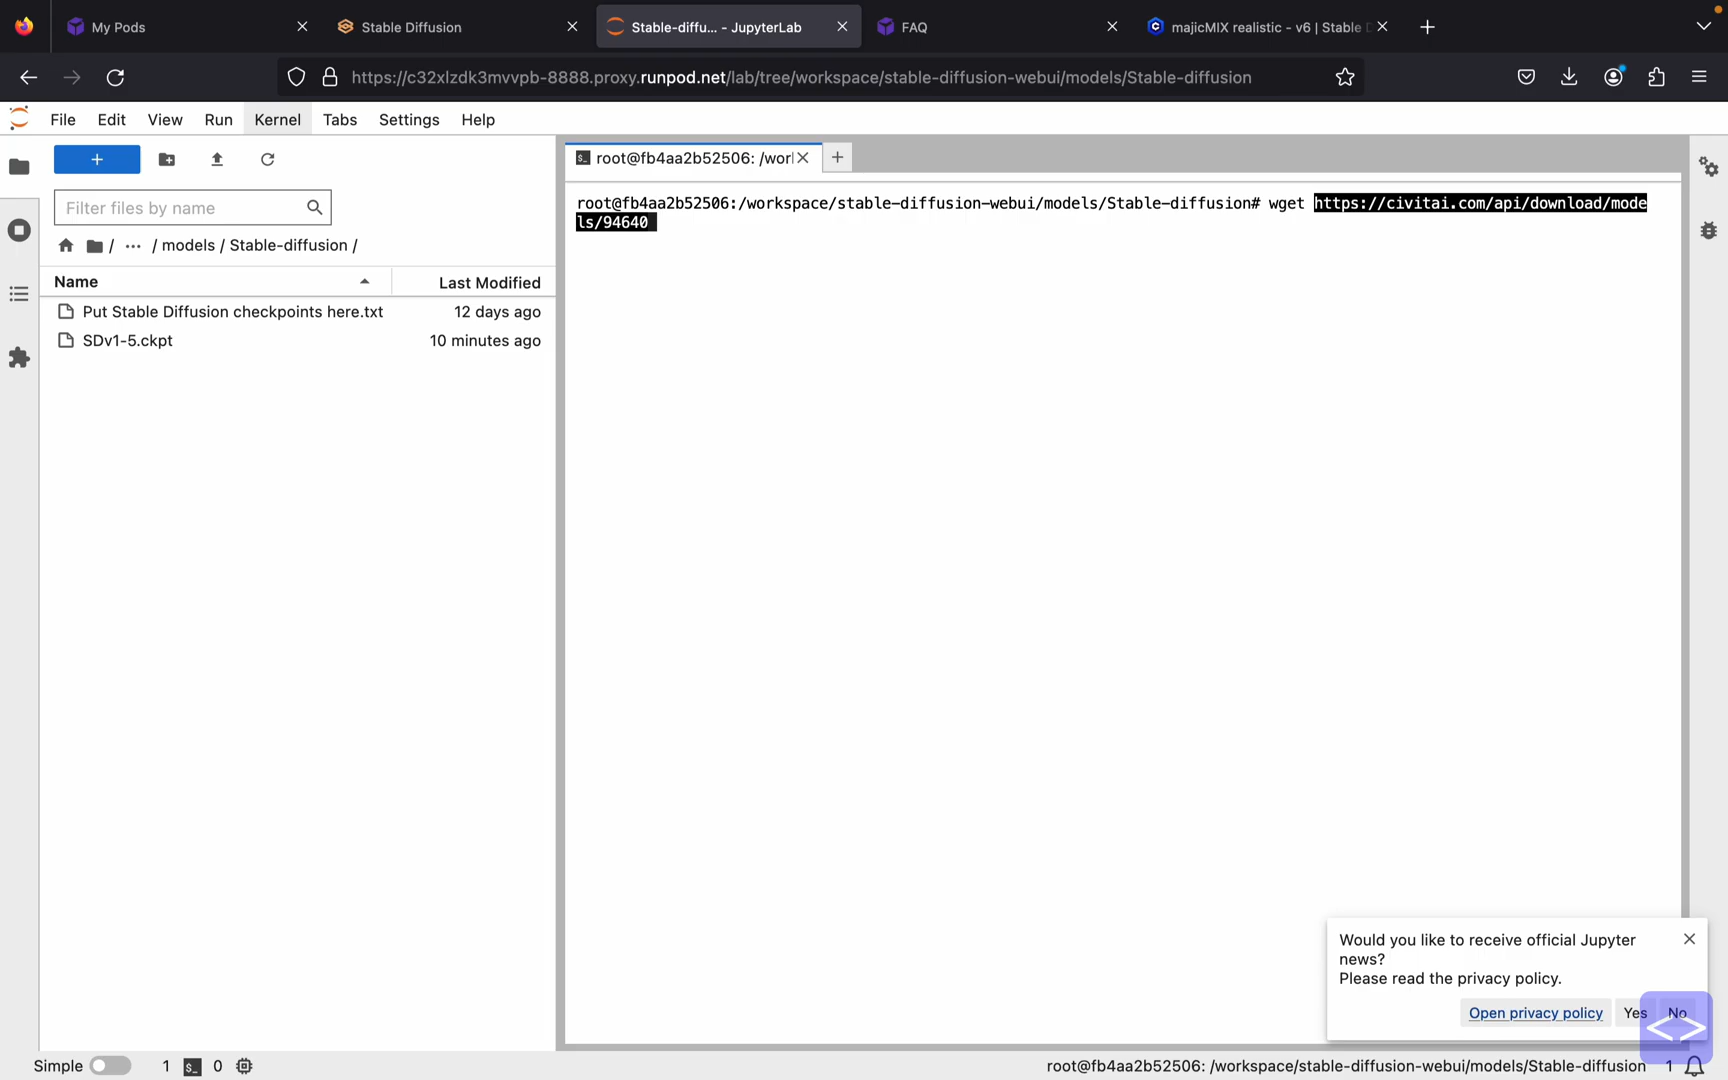 My Pods
Stable Diffusion
Stable-diffu... - JupyterLab
FAQ
majicMIX realistic - v6 | Stable
https://c32xlzdk3mvvpb-8888.proxy.runpod.net/lab/tree/workspace/stable-diffusion-webui/models/Stable-diffusion
File Edit View Run Kernel Tabs Settings Help
Filter files by name
/ ... / models / Stable-diffusion /
Name Last Modified
Put Stable Diffusion checkpoints here.txt 12 days ago
SDv1-5.ckpt 10 minutes ago
root@fb4aa2b52506: /worl
root@fb4aa2b52506:/workspace/stable-diffusion-webui/models/Stable-diffusion# wget https://civitai.com/api/download/mode
ls/94640
Would you like to receive official Jupyter
news?
Please read the privacy policy.
Open privacy policy Yes No
<>
Simple 1 $_ 0
root@fb4aa2b52506: /workspace/stable-diffusion-webui/models/Stable-diffusion 1